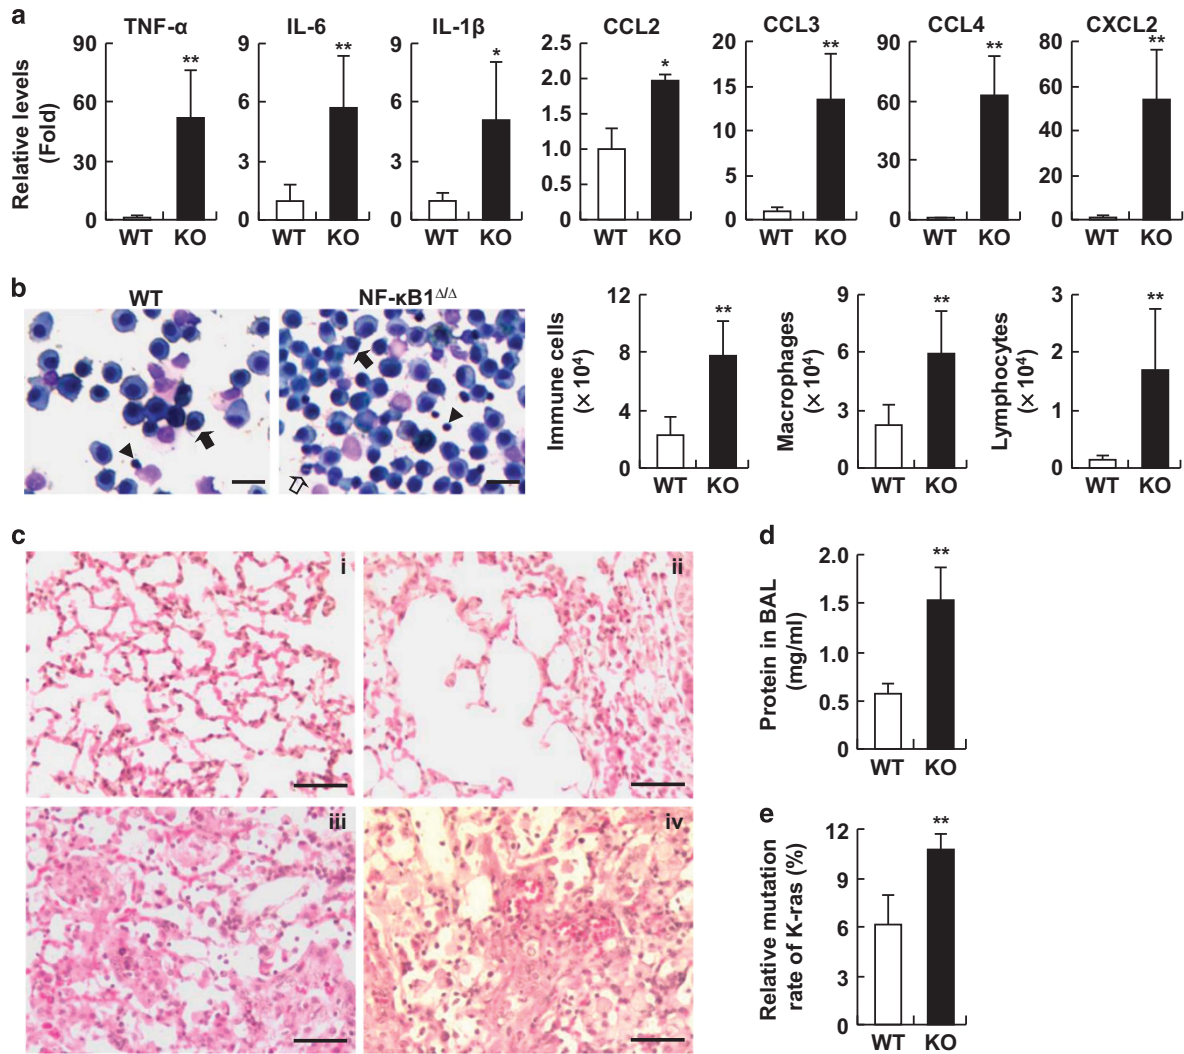 a
TNF-α IL-6 IL-1β CCL2 CCL3 CCL4 CXCL2
Relative levels
(Fold)
90 60 30 0
9 6 3 0
9 6 3 0
2.5 2.0 1.5 1.0 0.5 0
20 15 10 5 0
90 60 30 0
80 60 40 20 0
** ** * * ** ** **
WT KO WT KO WT KO WT KO WT KO WT KO WT KO
b
WT NF-κB1Δ/Δ
Immune cells
(× 10⁴)
12 8 4 0
**
WT KO
Macrophages
(× 10⁴)
9 6 3 0
**
WT KO
Lymphocytes
(× 10⁴)
3 2 1 0
**
WT KO
c
i ii
iii iv
d
Protein in BAL
(mg/ml)
2.0 1.5 1.0 0.5 0
**
WT KO
e
Relative mutation
rate of K-ras (%)
12 9 6 3 0
**
WT KO